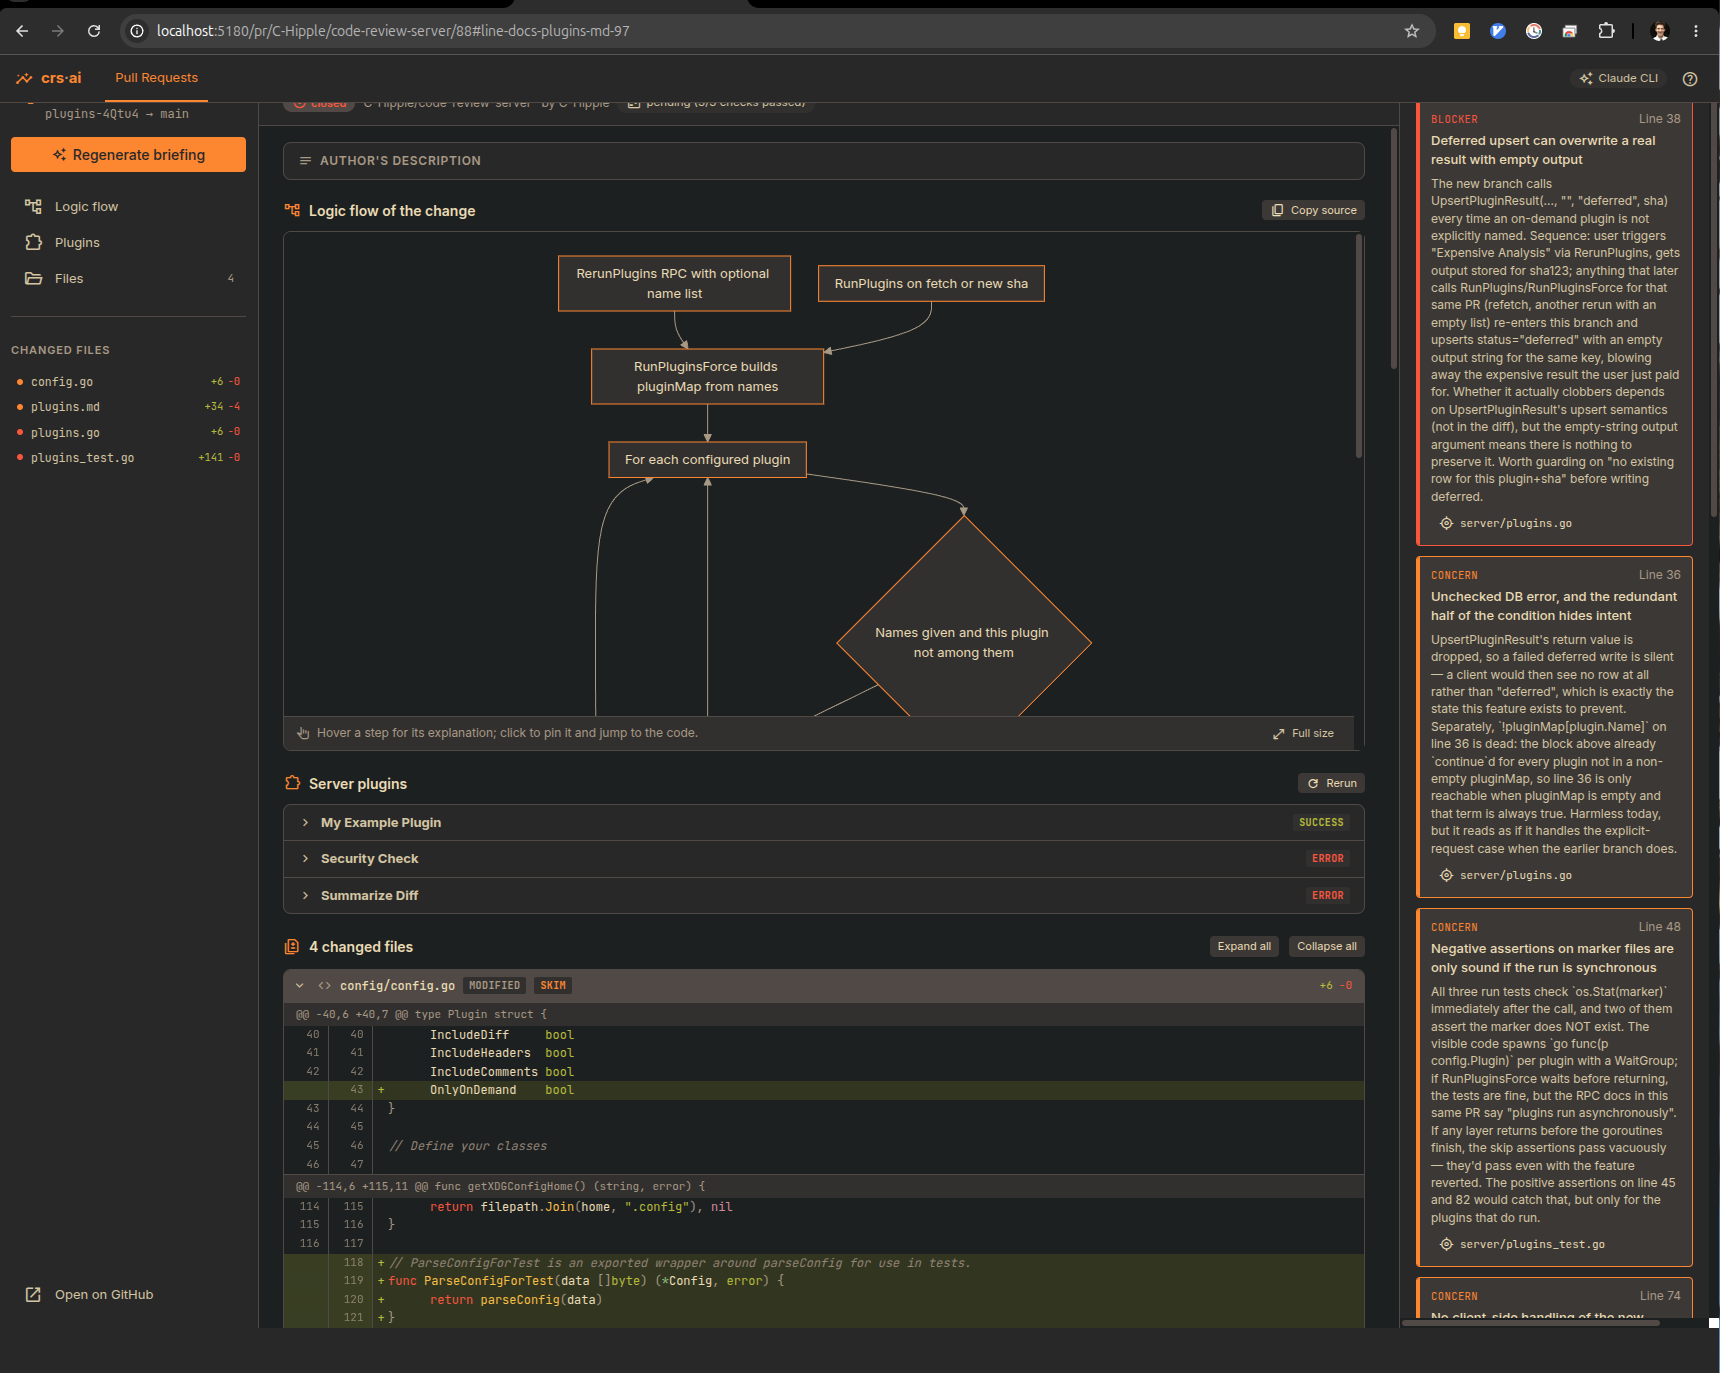 localhost:5180/pr/C-Hipple/code-review-server/88#line-docs-plugins-md-97
crs·ai
Pull Requests
Claude CLI
plugins-4Qtu4 → main
Regenerate briefing
Logic flow
Plugins
Files 4
CHANGED FILES
config.go +6 -0
plugins.md +34 -4
plugins.go +6 -0
plugins_test.go +141 -0
Open on GitHub
closed C-Hipple/code-review-server by C-Hipple pending (3/3 checks passed)
AUTHOR'S DESCRIPTION
Logic flow of the change
Copy source
RerunPlugins RPC with optional
name list
RunPlugins on fetch or new sha
RunPluginsForce builds
pluginMap from names
For each configured plugin
Names given and this plugin
not among them
Hover a step for its explanation; click to pin it and jump to the code.
Full size
Server plugins
Rerun
My Example Plugin SUCCESS
Security Check ERROR
Summarize Diff ERROR
4 changed files
Expand all
Collapse all
<> config/config.go MODIFIED SKIM +6 -0
@@ -40,6 +40,7 @@ type Plugin struct {
40 40 IncludeDiff bool
41 41 IncludeHeaders bool
42 42 IncludeComments bool
43 + OnlyOnDemand bool
43 44 }
44 45
45 46 // Define your classes
46 47
@@ -114,6 +115,11 @@ func getXDGConfigHome() (string, error) {
114 115 return filepath.Join(home, ".config"), nil
115 116 }
116 117
118 + // ParseConfigForTest is an exported wrapper around parseConfig for use in tests.
119 + func ParseConfigForTest(data []byte) (*Config, error) {
120 + return parseConfig(data)
121 + }
BLOCKER Line 38
Deferred upsert can overwrite a real
result with empty output
The new branch calls
UpsertPluginResult(..., "", "deferred", sha)
every time an on-demand plugin is not
explicitly named. Sequence: user triggers
"Expensive Analysis" via RerunPlugins, gets
output stored for sha123; anything that later
calls RunPlugins/RunPluginsForce for that
same PR (refetch, another rerun with an
empty list) re-enters this branch and
upserts status="deferred" with an empty
output string for the same key, blowing
away the expensive result the user just paid
for. Whether it actually clobbers depends
on UpsertPluginResult's upsert semantics
(not in the diff), but the empty-string output
argument means there is nothing to
preserve it. Worth guarding on "no existing
row for this plugin+sha" before writing
deferred.
server/plugins.go
CONCERN Line 36
Unchecked DB error, and the redundant
half of the condition hides intent
UpsertPluginResult's return value is
dropped, so a failed deferred write is silent
— a client would then see no row at all
rather than "deferred", which is exactly the
state this feature exists to prevent.
Separately, `!pluginMap[plugin.Name]` on
line 36 is dead: the block above already
`continue`d for every plugin not in a non-
empty pluginMap, so line 36 is only
reachable when pluginMap is empty and
that term is always true. Harmless today,
but it reads as if it handles the explicit-
request case when the earlier branch does.
server/plugins.go
CONCERN Line 48
Negative assertions on marker files are
only sound if the run is synchronous
All three run tests check `os.Stat(marker)`
immediately after the call, and two of them
assert the marker does NOT exist. The
visible code spawns `go func(p
config.Plugin)` per plugin with a WaitGroup;
if RunPluginsForce waits before returning,
the tests are fine, but the RPC docs in this
same PR say "plugins run asynchronously".
If any layer returns before the goroutines
finish, the skip assertions pass vacuously
— they'd pass even with the feature
reverted. The positive assertions on line 45
and 82 would catch that, but only for the
plugins that do run.
server/plugins_test.go
CONCERN Line 74
No client-side handling of the new